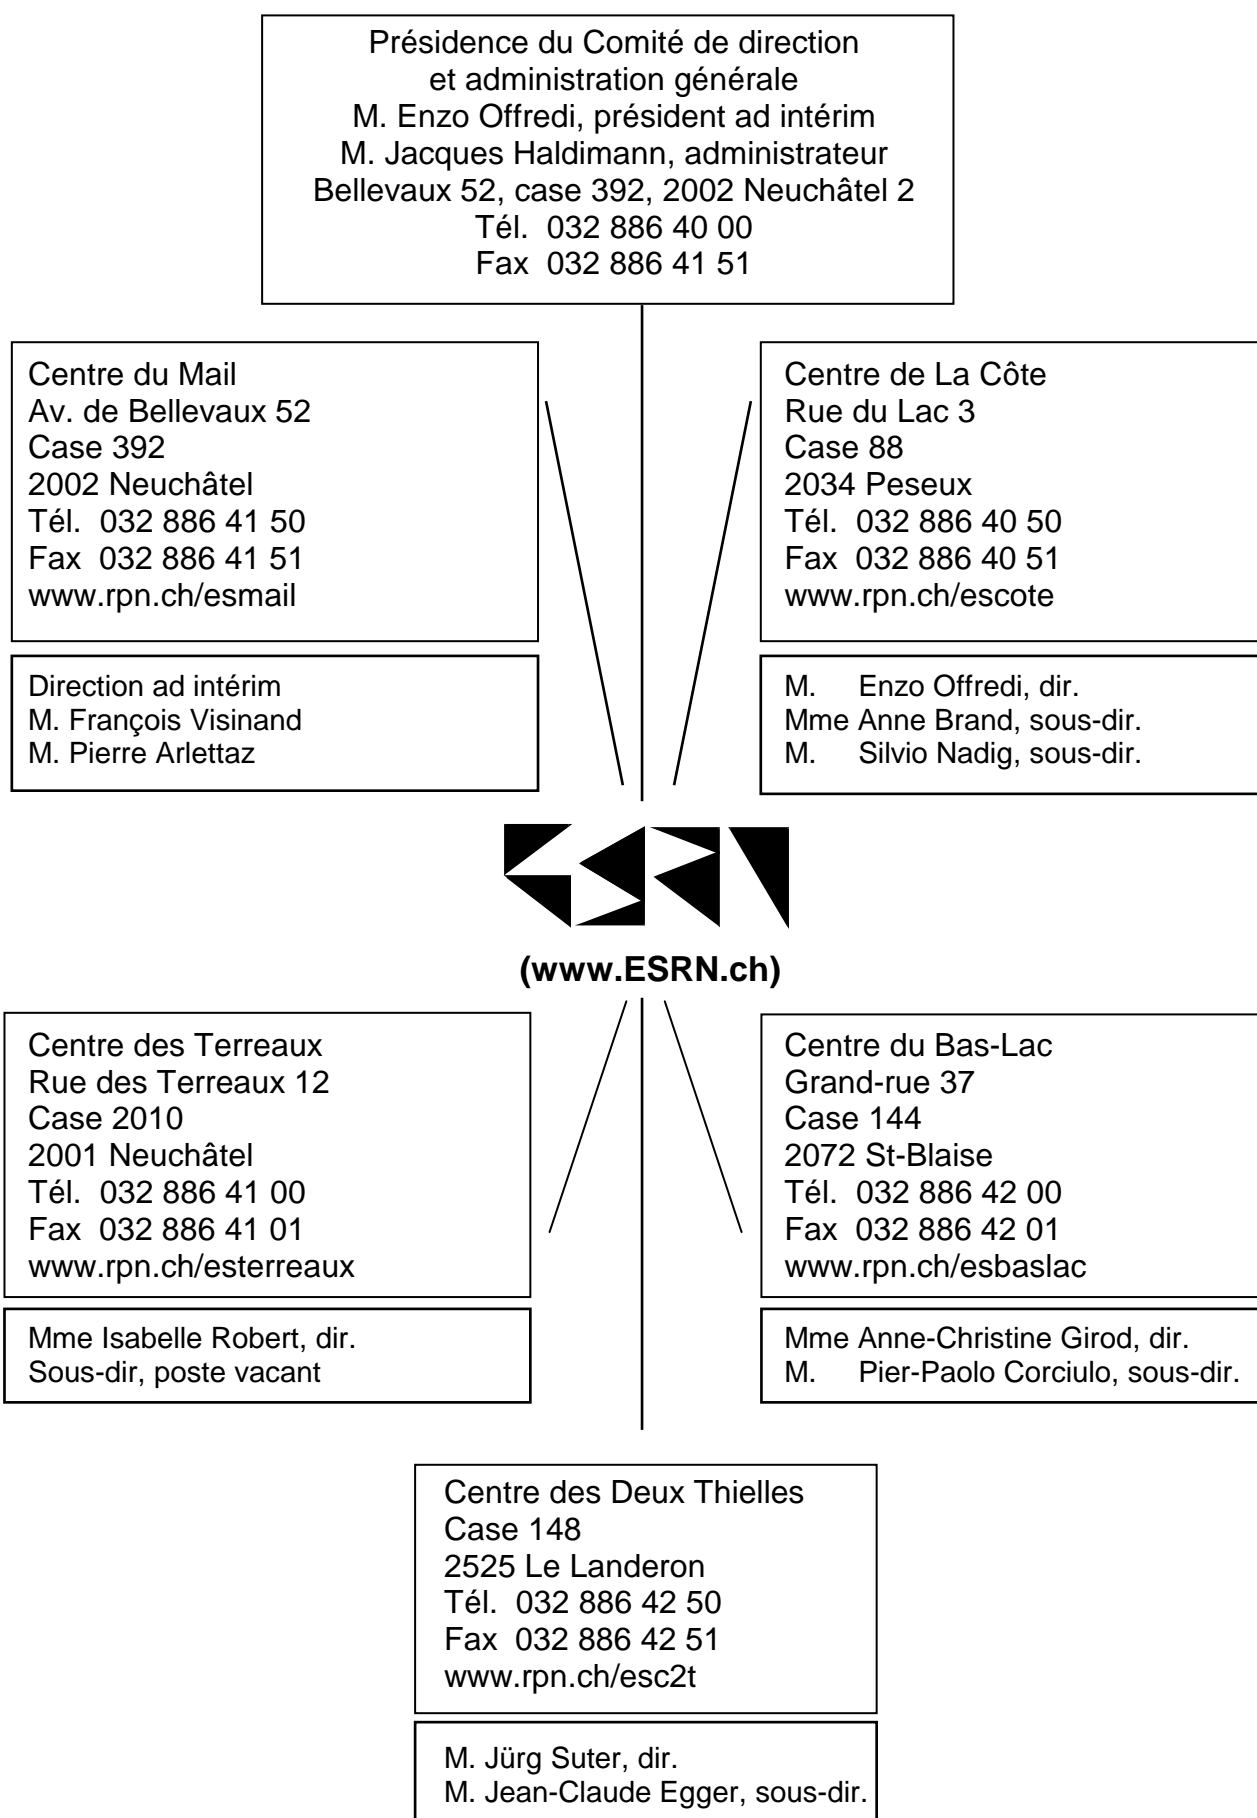 Présidence du Comité de direction
et administration générale
M. Enzo Offredi, président ad intérim
M. Jacques Haldimann, administrateur
Bellevaux 52, case 392, 2002 Neuchâtel 2
Tél. 032 886 40 00
Fax 032 886 41 51
Centre du Mail
Av. de Bellevaux 52
Case 392
2002 Neuchâtel
Tél. 032 886 41 50
Fax 032 886 41 51
www.rpn.ch/esmail
Direction ad intérim
M. François Visinand
M. Pierre Arlettaz
Centre de La Côte
Rue du Lac 3
Case 88
2034 Peseux
Tél. 032 886 40 50
Fax 032 886 40 51
www.rpn.ch/escote
M. Enzo Offredi, dir.
Mme Anne Brand, sous-dir.
M. Silvio Nadig, sous-dir.
ESRN
(www.ESRN.ch)
Centre des Terreaux
Rue des Terreaux 12
Case 2010
2001 Neuchâtel
Tél. 032 886 41 00
Fax 032 886 41 01
www.rpn.ch/esterreaux
Mme Isabelle Robert, dir.
Sous-dir, poste vacant
Centre du Bas-Lac
Grand-rue 37
Case 144
2072 St-Blaise
Tél. 032 886 42 00
Fax 032 886 42 01
www.rpn.ch/esbaslac
Mme Anne-Christine Girod, dir.
M. Pier-Paolo Corciulo, sous-dir.
Centre des Deux Thielles
Case 148
2525 Le Landeron
Tél. 032 886 42 50
Fax 032 886 42 51
www.rpn.ch/esc2t
M. Jürg Suter, dir.
M. Jean-Claude Egger, sous-dir.